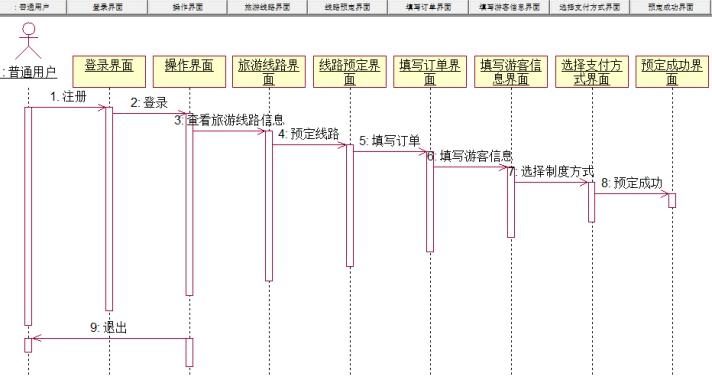 : 普通用户
登录界面
操作界面
旅游线路界面
线路预定界面
填写订单界面
填写游客信息界面
选择支付方式界面
预定成功界面
: 普通用户
登录界面
操作界面
旅游线路界
面
线路预定界
面
填写订单界
面
填写游客信
息界面
选择支付方
式界面
预定成功界
面
1. 注册
2: 登录
3: 查看旅游线路信息
4: 预定线路
5: 填写订单
6: 填写游客信息
7: 选择制度方式
8: 预定成功
9: 退出